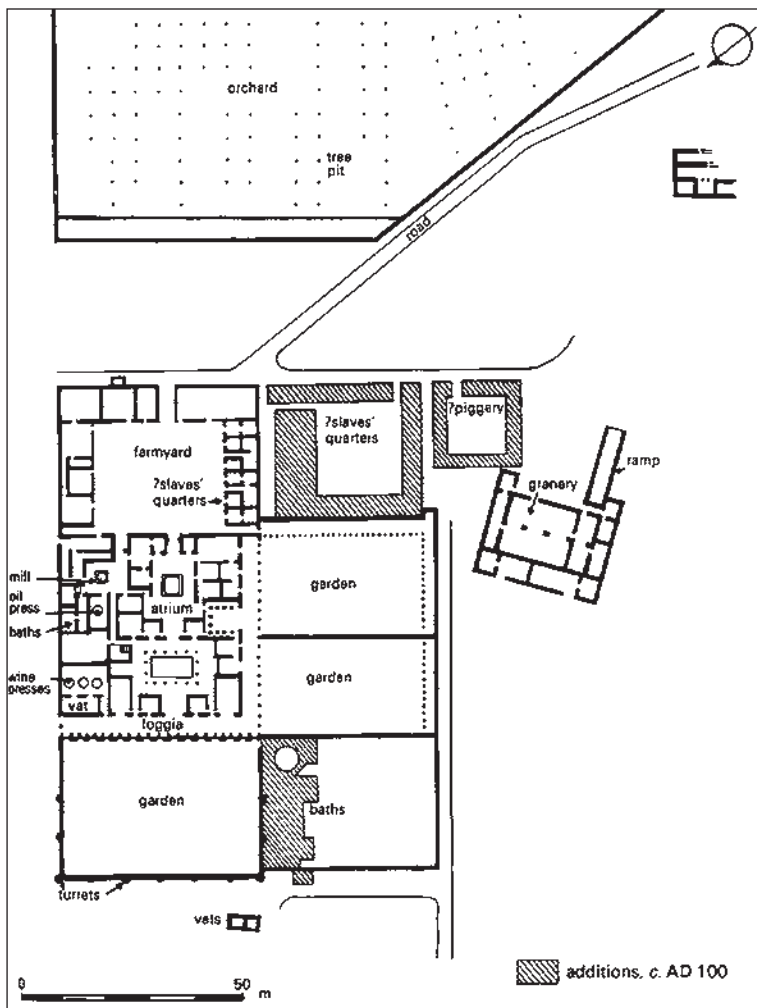 orchard
tree
pit
road
?slaves'
quarters
?piggery
farmyard
ramp
granery
?slaves'
quarters
mill
oil
press
atrium
garden
baths
wine
presses
garden
vat
loggia
garden
baths
turrets
vats
additions, c. AD 100
0 50 m